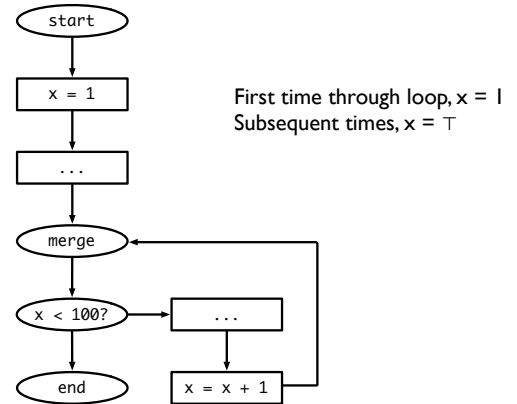 start
x = 1
First time through loop, x = 1
Subsequent times, x = ⊤
...
merge
x < 100?
...
end
x = x + 1